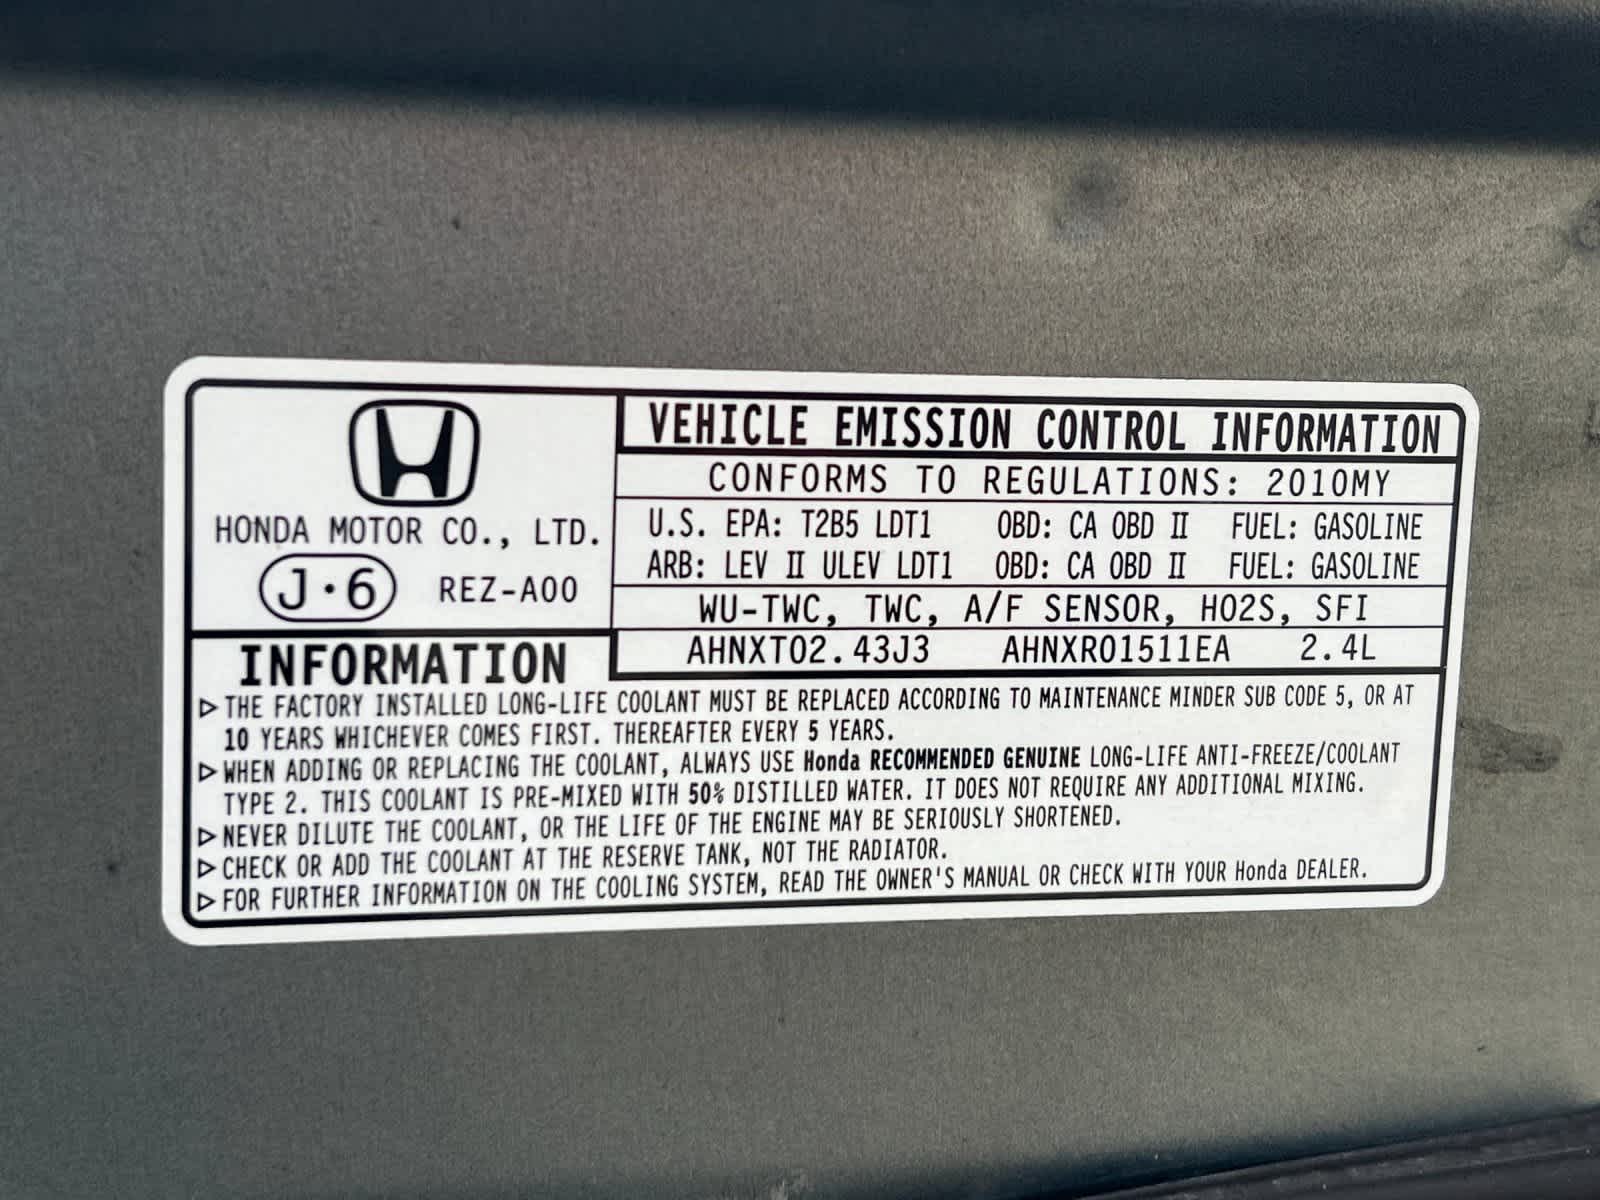 HONDA MOTOR CO., LTD.
J・6 REZ-A00
VEHICLE EMISSION CONTROL INFORMATION
CONFORMS TO REGULATIONS: 2010MY
U.S. EPA: T2B5 LDT1 OBD: CA OBD II FUEL: GASOLINE
ARB: LEV II ULEV LDT1 OBD: CA OBD II FUEL: GASOLINE
WU-TWC, TWC, A/F SENSOR, HO2S, SFI
AHNXT02.43J3 AHNXR01511EA 2.4L
INFORMATION
▷THE FACTORY INSTALLED LONG-LIFE COOLANT MUST BE REPLACED ACCORDING TO MAINTENANCE MINDER SUB CODE 5, OR AT
10 YEARS WHICHEVER COMES FIRST. THEREAFTER EVERY 5 YEARS.
▷WHEN ADDING OR REPLACING THE COOLANT, ALWAYS USE Honda RECOMMENDED GENUINE LONG-LIFE ANTI-FREEZE/COOLANT
TYPE 2. THIS COOLANT IS PRE-MIXED WITH 50% DISTILLED WATER. IT DOES NOT REQUIRE ANY ADDITIONAL MIXING.
▷NEVER DILUTE THE COOLANT, OR THE LIFE OF THE ENGINE MAY BE SERIOUSLY SHORTENED.
▷CHECK OR ADD THE COOLANT AT THE RESERVE TANK, NOT THE RADIATOR.
▷FOR FURTHER INFORMATION ON THE COOLING SYSTEM, READ THE OWNER'S MANUAL OR CHECK WITH YOUR Honda DEALER.